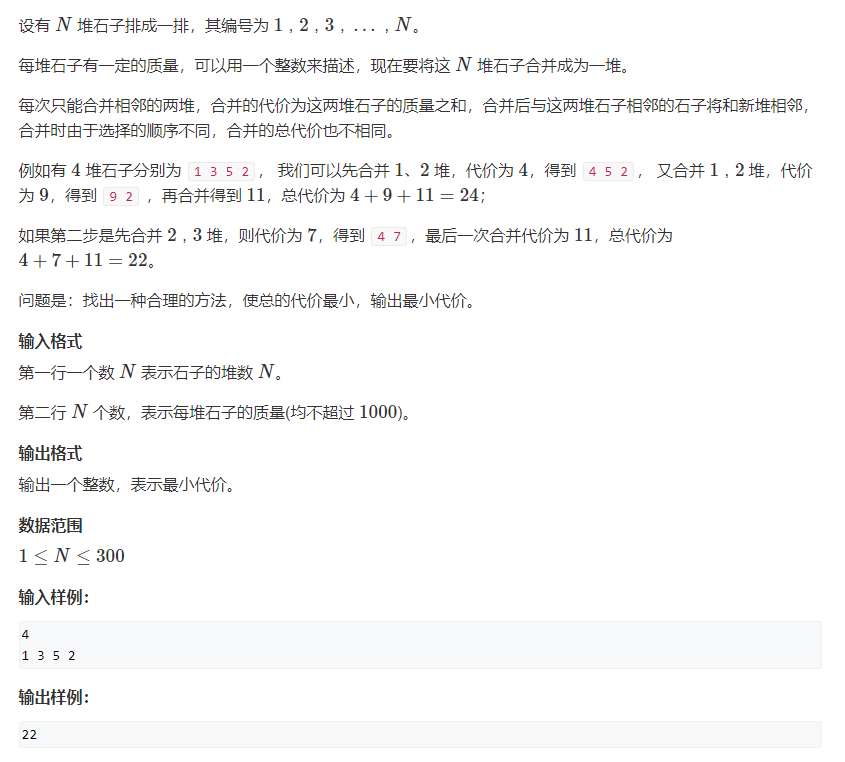 设有 N 堆石子排成一排，其编号为 1，2，3，…，N。
每堆石子有一定的质量，可以用一个整数来描述，现在要将这 N 堆石子合并成为一堆。
每次只能合并相邻的两堆，合并的代价为这两堆石子的质量之和，合并后与这两堆石子相邻的石子将和新堆相邻，
合并时由于选择的顺序不同，合并的总代价也不相同。
例如有 4 堆石子分别为 1 3 5 2， 我们可以先合并 1、2 堆，代价为 4，得到 4 5 2， 又合并 1，2 堆，代价
为 9，得到 9 2 ，再合并得到 11，总代价为 4 + 9 + 11 = 24；
如果第二步是先合并 2，3 堆，则代价为 7，得到 4 7，最后一次合并代价为 11，总代价为
4 + 7 + 11 = 22。
问题是：找出一种合理的方法，使总的代价最小，输出最小代价。
输入格式
第一行一个数 N 表示石子的堆数 N。
第二行 N 个数，表示每堆石子的质量(均不超过 1000)。
输出格式
输出一个整数，表示最小代价。
数据范围
1 ≤ N ≤ 300
输入样例：
4
1 3 5 2
输出样例：
22